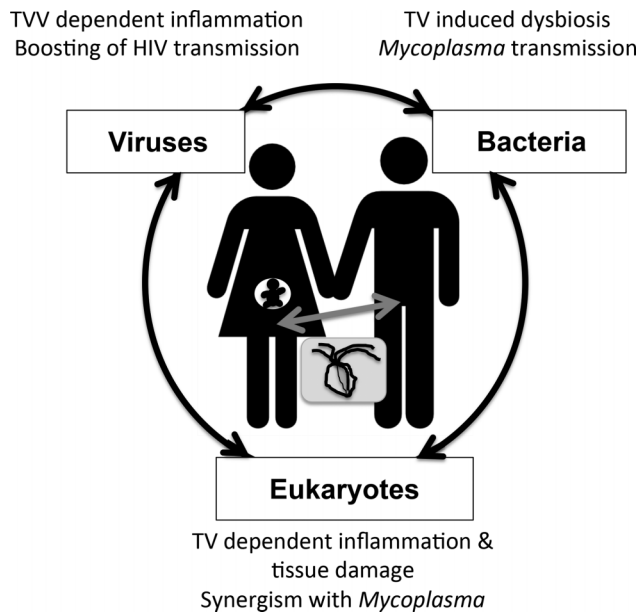 TVV dependent inflammation
Boosting of HIV transmission
TV induced dysbiosis
Mycoplasma transmission
Viruses
Bacteria
Eukaryotes
TV dependent inflammation &
tissue damage
Synergism with Mycoplasma